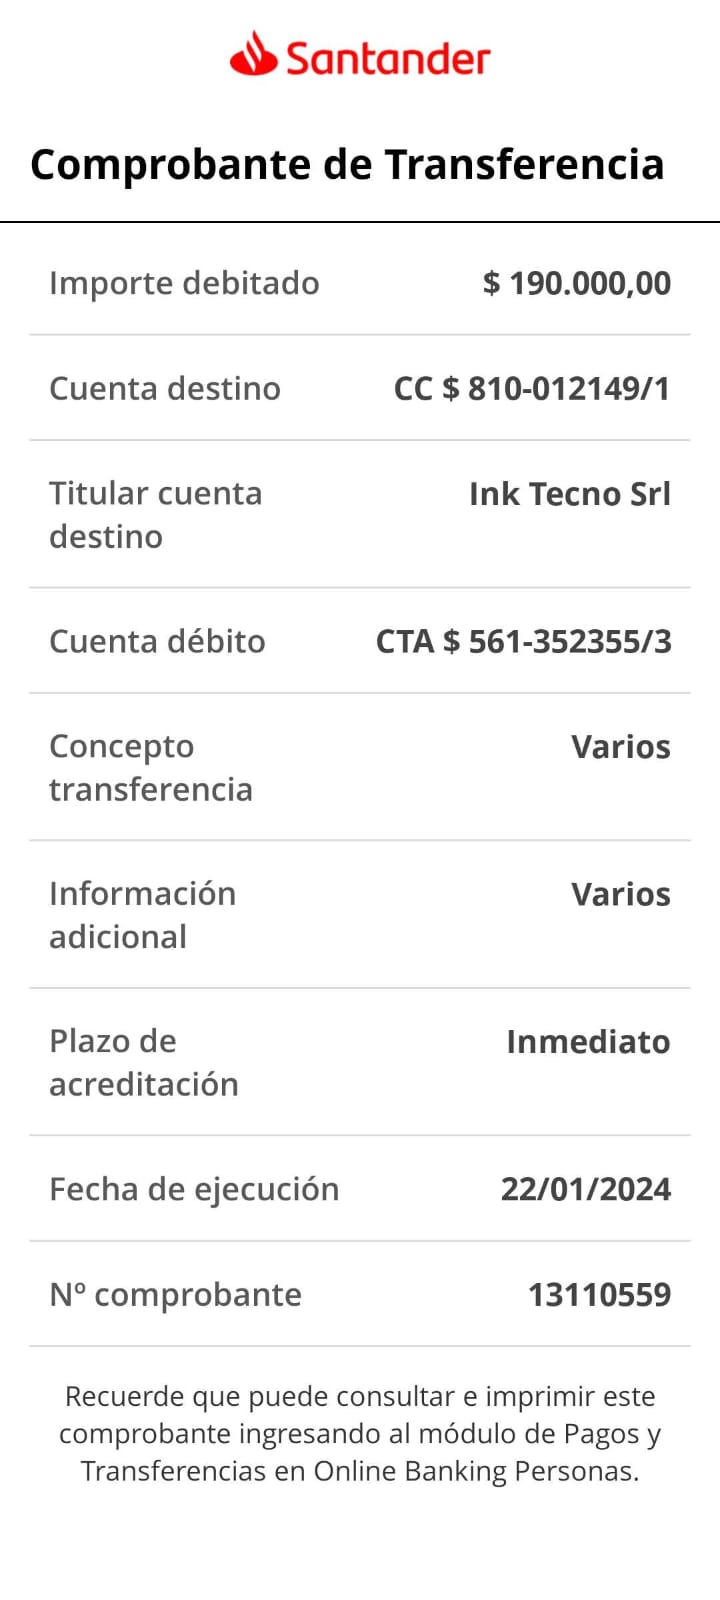 Santander
Comprobante de Transferencia
Importe debitado $ 190.000,00
Cuenta destino CC $ 810-012149/1
Titular cuenta Ink Tecno Srl
destino
Cuenta débito CTA $ 561-352355/3
Concepto Varios
transferencia
Información Varios
adicional
Plazo de Inmediato
acreditación
Fecha de ejecución 22/01/2024
Nº comprobante 13110559
Recuerde que puede consultar e imprimir este
comprobante ingresando al módulo de Pagos y
Transferencias en Online Banking Personas.